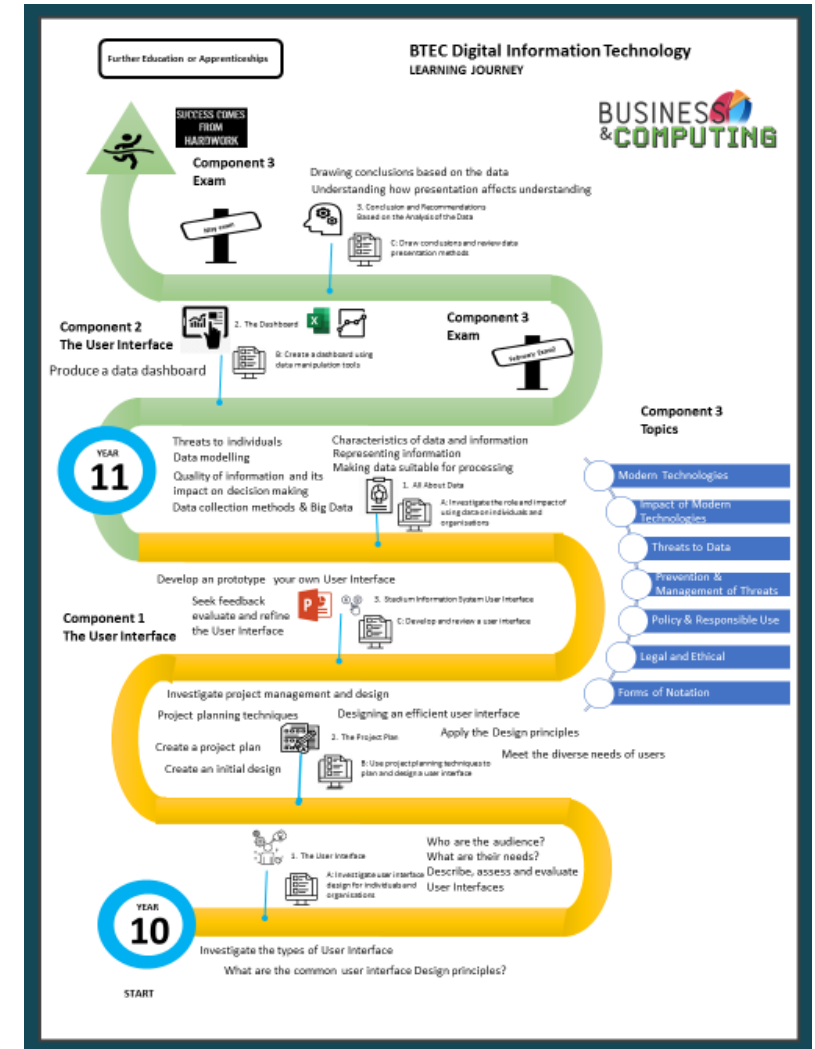 Further Education or Apprenticeships
BTEC Digital Information Technology
LEARNING JOURNEY
BUSINESS
&COMPUTING
SUCCESS COMES
FROM
HARDWORK
Component 3
Exam
May exam
Drawing conclusions based on the data
Understanding how presentation affects understanding
3. Conclusion and Recommendations
Based on the Analysis of the Data
C: Draw conclusions and review data
presentation methods
Component 2
The User Interface
Produce a data dashboard
2. The Dashboard
B: Create a dashboard using
data manipulation tools
Component 3
Exam
February Exam
YEAR
11
Threats to individuals
Data modelling
Quality of information and its
impact on decision making
Data collection methods & Big Data
Characteristics of data and information
Representing information
Making data suitable for processing
1. All About Data
A: Investigate the role and impact of
using data on individuals and
organisations
Component 3
Topics
Modern Technologies
Impact of Modern
Technologies
Threats to Data
Prevention &
Management of Threats
Policy & Responsible Use
Legal and Ethical
Forms of Notation
Develop an prototype your own User Interface
Component 1
The User Interface
Seek feedback
evaluate and refine
the User Interface
3. Stadium Information System User Interface
C: Develop and review a user interface
Investigate project management and design
Project planning techniques
Create a project plan
Create an initial design
Designing an efficient user interface
Apply the Design principles
Meet the diverse needs of users
2. The Project Plan
B: Use project planning techniques to
plan and design a user interface
1. The User Interface
A: Investigate user interface
design for individuals and
organisations
Who are the audience?
What are their needs?
Describe, assess and evaluate
User Interfaces
YEAR
10
Investigate the types of User Interface
What are the common user interface Design principles?
START